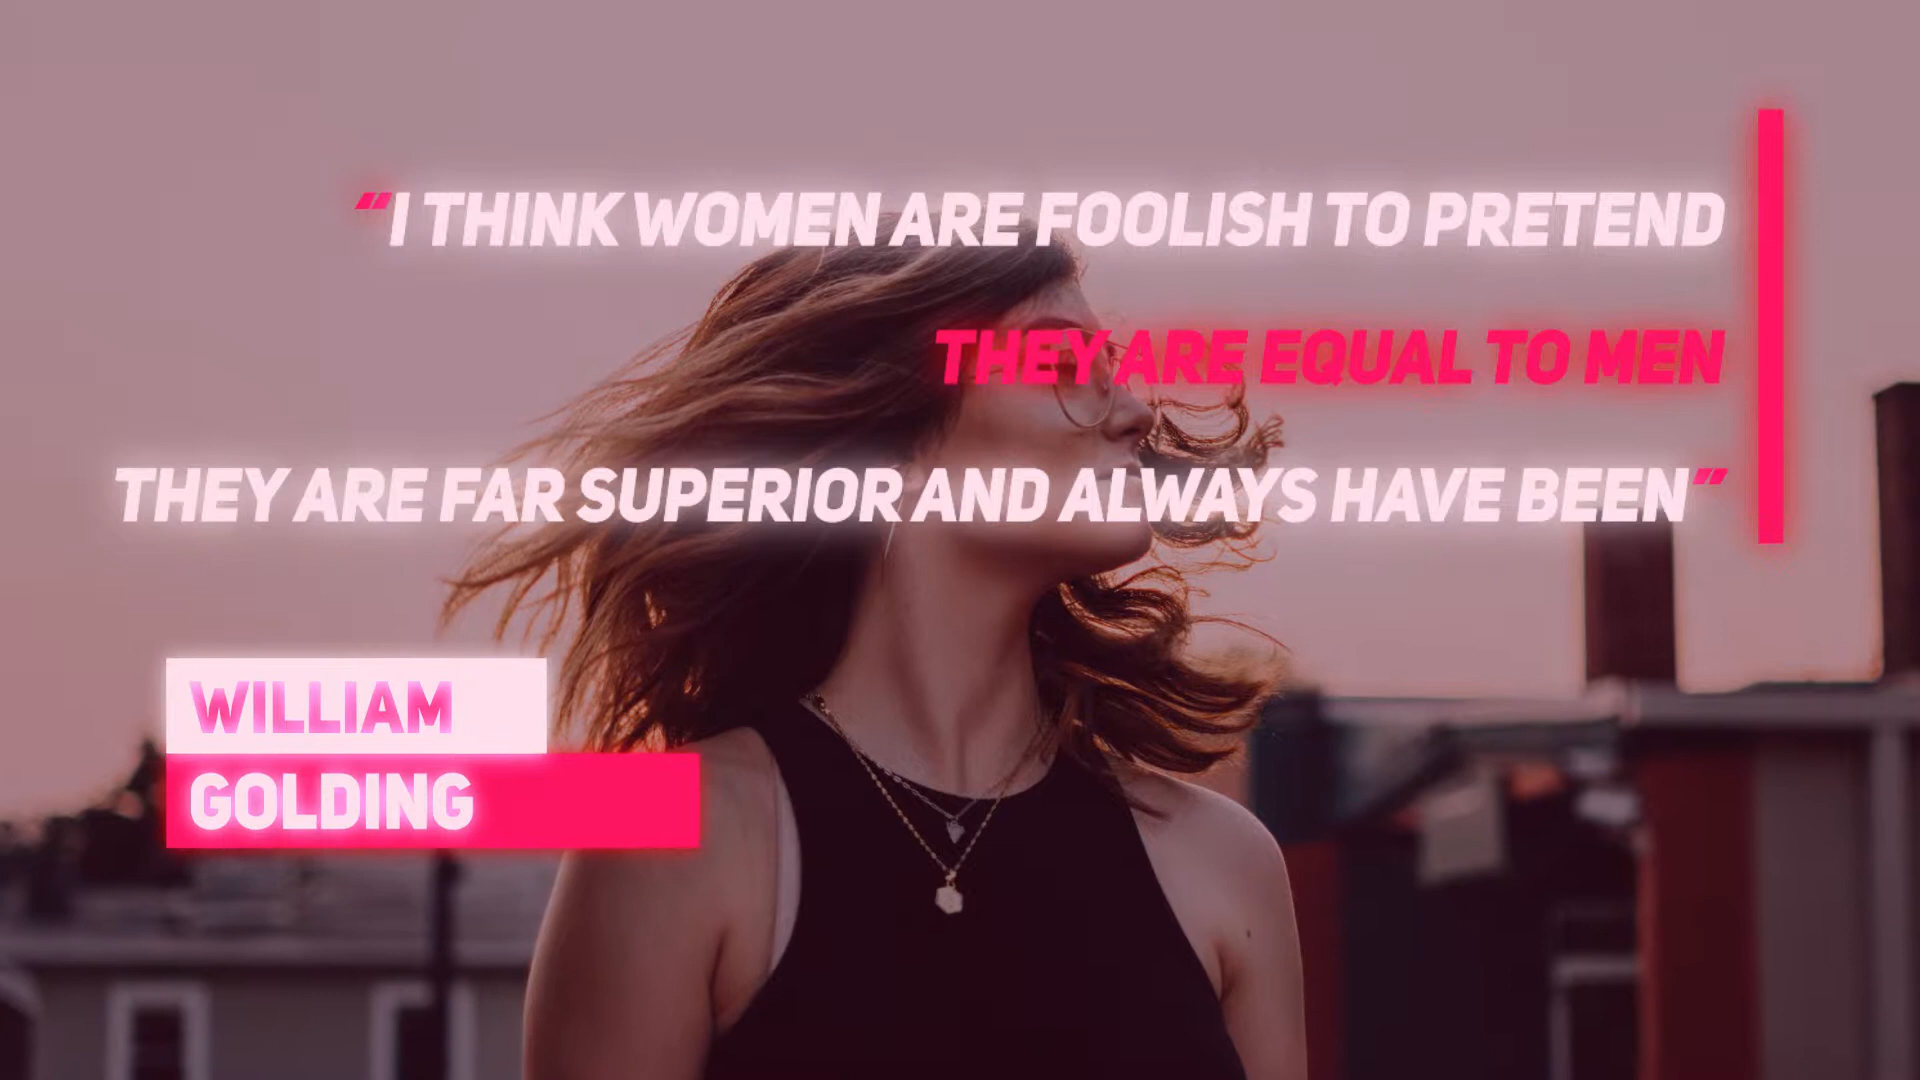 “I THINK WOMEN ARE FOOLISH TO PRETEND
THEY ARE EQUAL TO MEN
THEY ARE FAR SUPERIOR AND ALWAYS HAVE BEEN”
WILLIAM
GOLDING